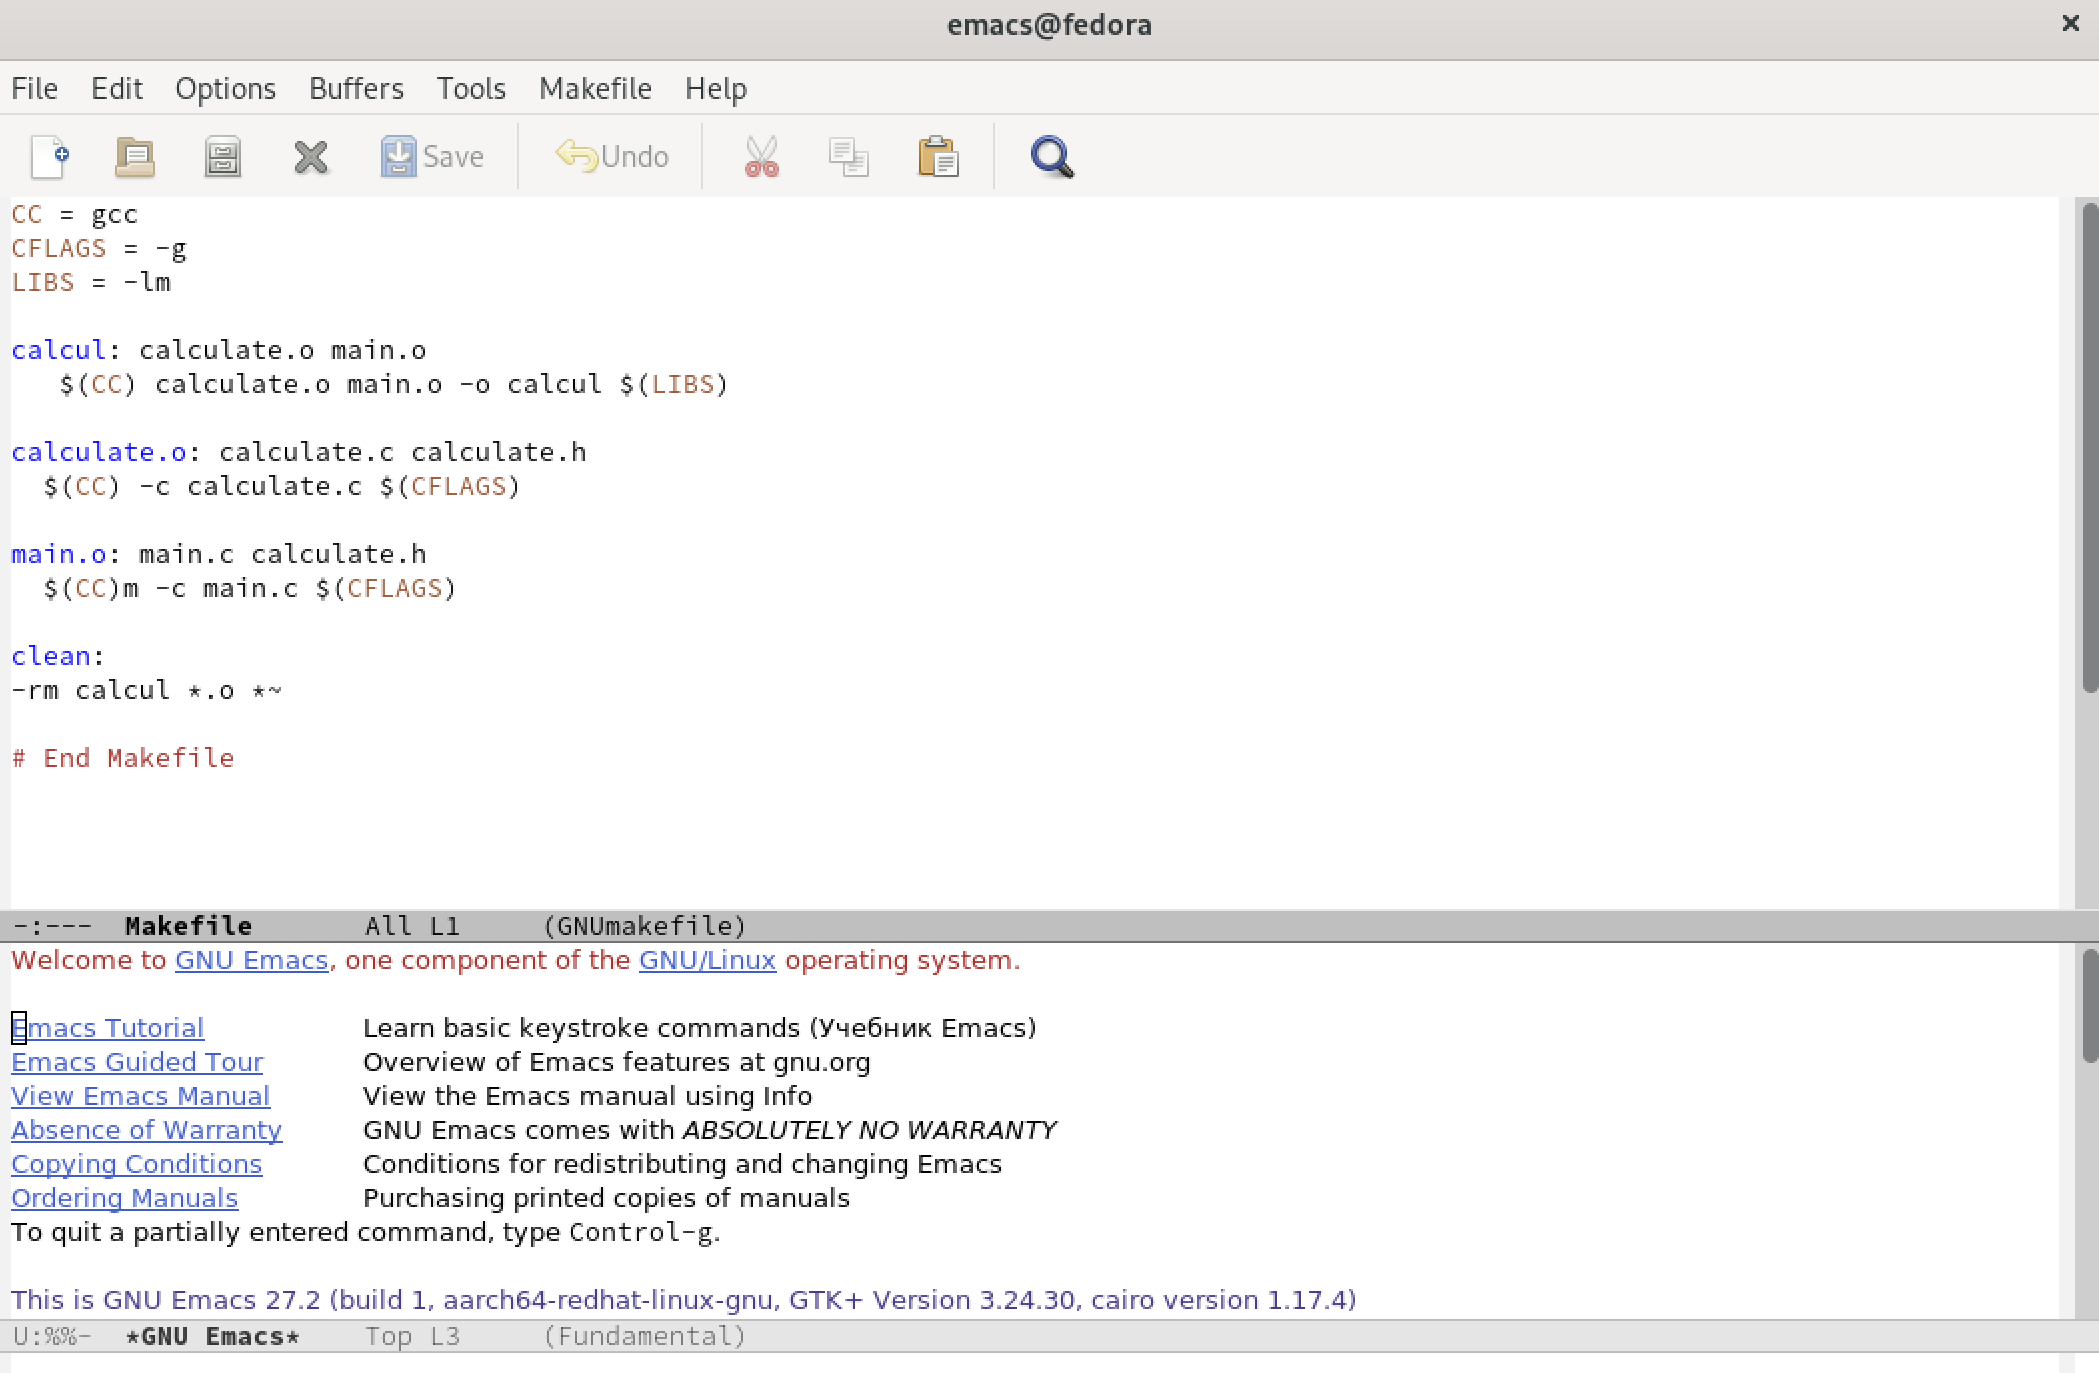 emacs@fedora
File Edit Options Buffers Tools Makefile Help
Save Undo
CC = gcc
CFLAGS = -g
LIBS = -lm
calcul: calculate.o main.o
   $(CC) calculate.o main.o -o calcul $(LIBS)
calculate.o: calculate.c calculate.h
  $(CC) -c calculate.c $(CFLAGS)
main.o: main.c calculate.h
  $(CC)m -c main.c $(CFLAGS)
clean:
-rm calcul *.o *~
# End Makefile
-:---  Makefile       All L1     (GNUmakefile)
Welcome to GNU Emacs, one component of the GNU/Linux operating system.
Emacs Tutorial Learn basic keystroke commands (Учебник Emacs)
Emacs Guided Tour Overview of Emacs features at gnu.org
View Emacs Manual View the Emacs manual using Info
Absence of Warranty GNU Emacs comes with ABSOLUTELY NO WARRANTY
Copying Conditions Conditions for redistributing and changing Emacs
Ordering Manuals Purchasing printed copies of manuals
To quit a partially entered command, type Control-g.
This is GNU Emacs 27.2 (build 1, aarch64-redhat-linux-gnu, GTK+ Version 3.24.30, cairo version 1.17.4)
U:%%-  *GNU Emacs*    Top L3     (Fundamental)